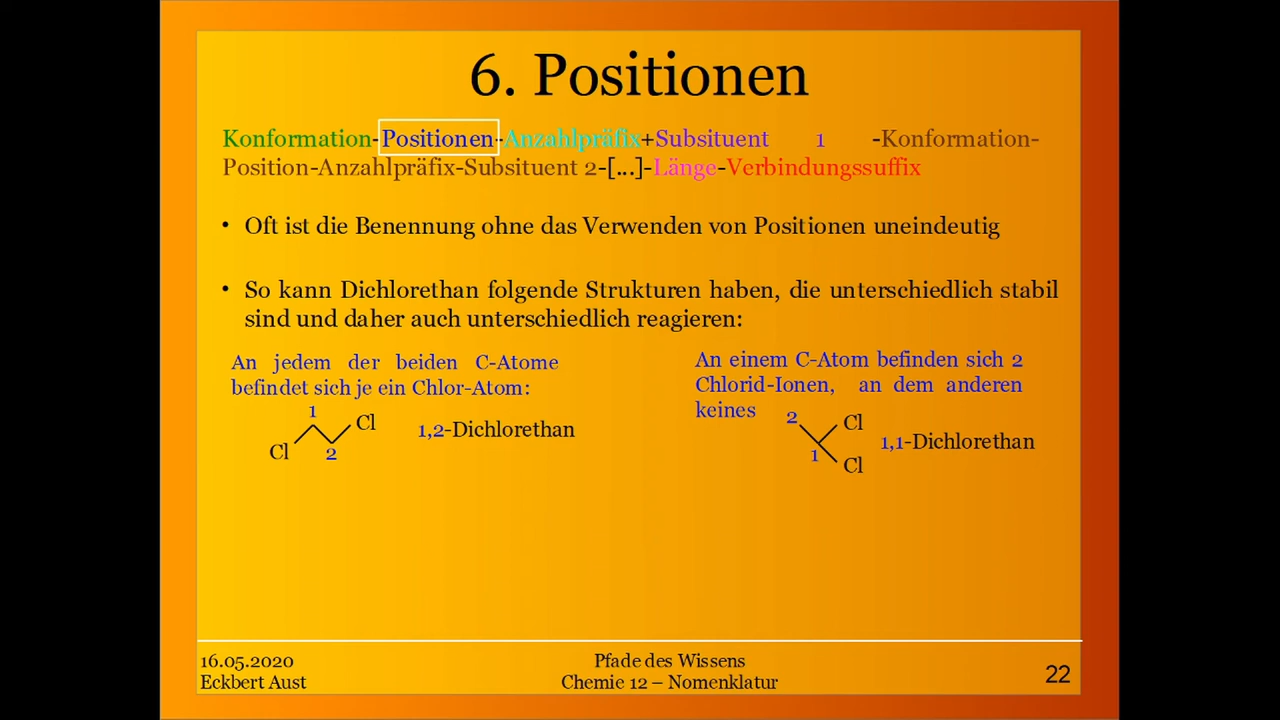 6. Positionen
Konformation-Positionen-Anzahlpräfix+Subsituent 1 -Konformation-
Position-Anzahlpräfix-Subsituent 2-[...]-Länge-Verbindungssuffix
• Oft ist die Benennung ohne das Verwenden von Positionen uneindeutig
• So kann Dichlorethan folgende Strukturen haben, die unterschiedlich stabil
sind und daher auch unterschiedlich reagieren:
An jedem der beiden C-Atome
befindet sich je ein Chlor-Atom:
1
Cl
Cl
2
1,2-Dichlorethan
An einem C-Atom befinden sich 2
Chlorid-Ionen, an dem anderen
keines
2
Cl
1
Cl
1,1-Dichlorethan
16.05.2020
Eckbert Aust
Pfade des Wissens
Chemie 12 – Nomenklatur
22